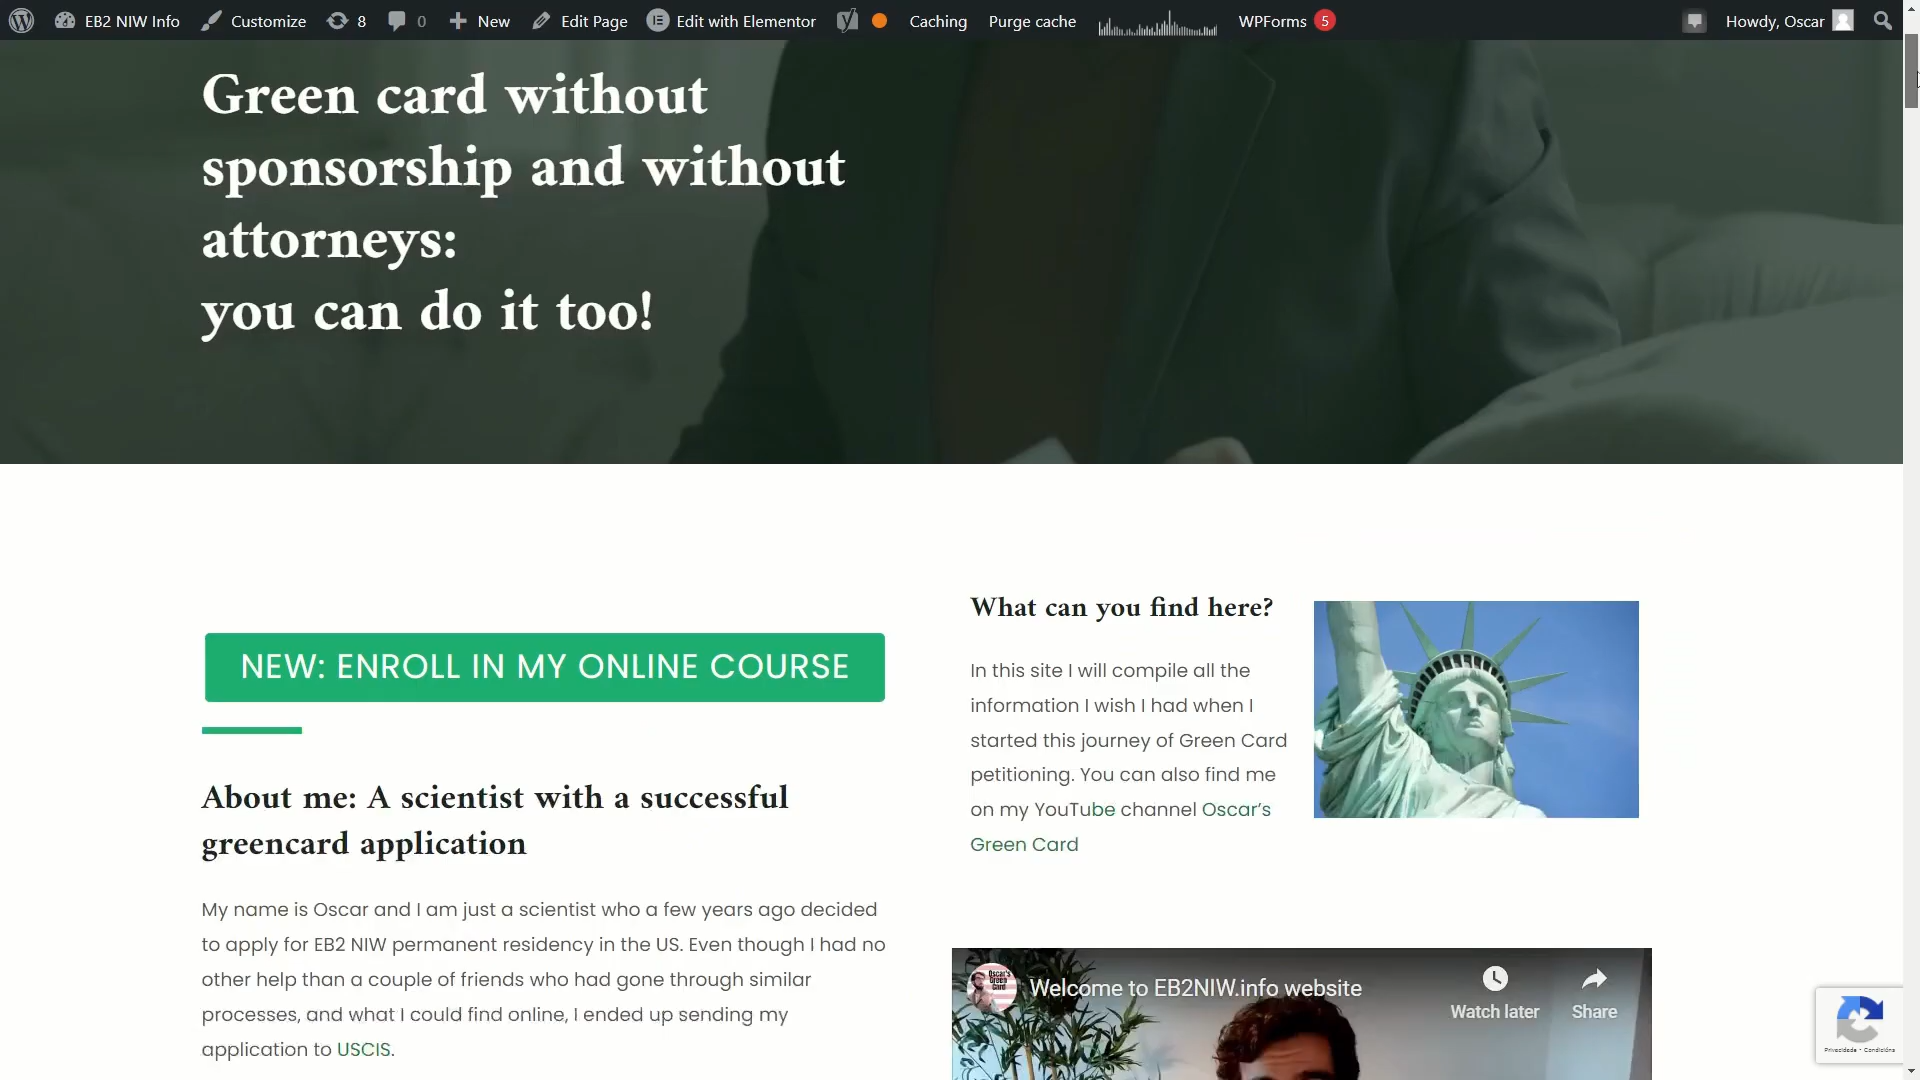 EB2 NIW Info Customize 8 0 New Edit Page Edit with Elementor Caching Purge cache WPForms 5 Howdy, Oscar
Green card without
sponsorship and without
attorneys:
you can do it too!
NEW: ENROLL IN MY ONLINE COURSE
About me: A scientist with a successful
greencard application
My name is Oscar and I am just a scientist who a few years ago decided
to apply for EB2 NIW permanent residency in the US. Even though I had no
other help than a couple of friends who had gone through similar
processes, and what I could find online, I ended up sending my
application to USCIS.
What can you find here?
In this site I will compile all the
information I wish I had when I
started this journey of Green Card
petitioning. You can also find me
on my YouTube channel Oscar's
Green Card
Oscar's
Green
Card
Welcome to EB2NIW.info website
Watch later Share
Privacidade - Condicións